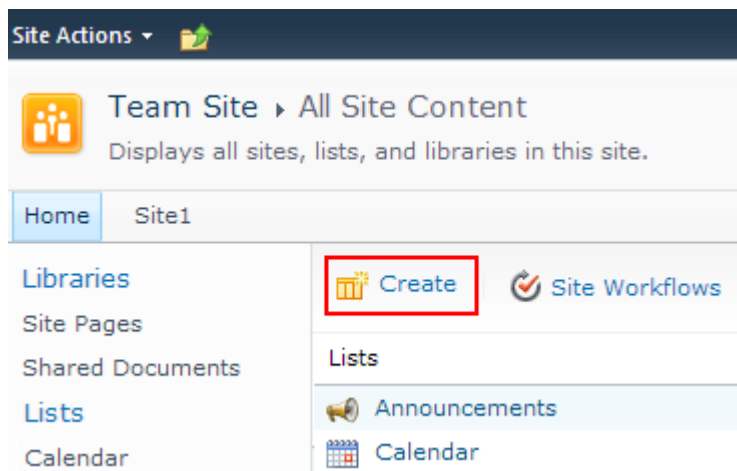 Site Actions
Team Site ▸ All Site Content
Displays all sites, lists, and libraries in this site.
Home Site1
Libraries
Site Pages
Shared Documents
Lists
Calendar
Create Site Workflows
Lists
Announcements
Calendar